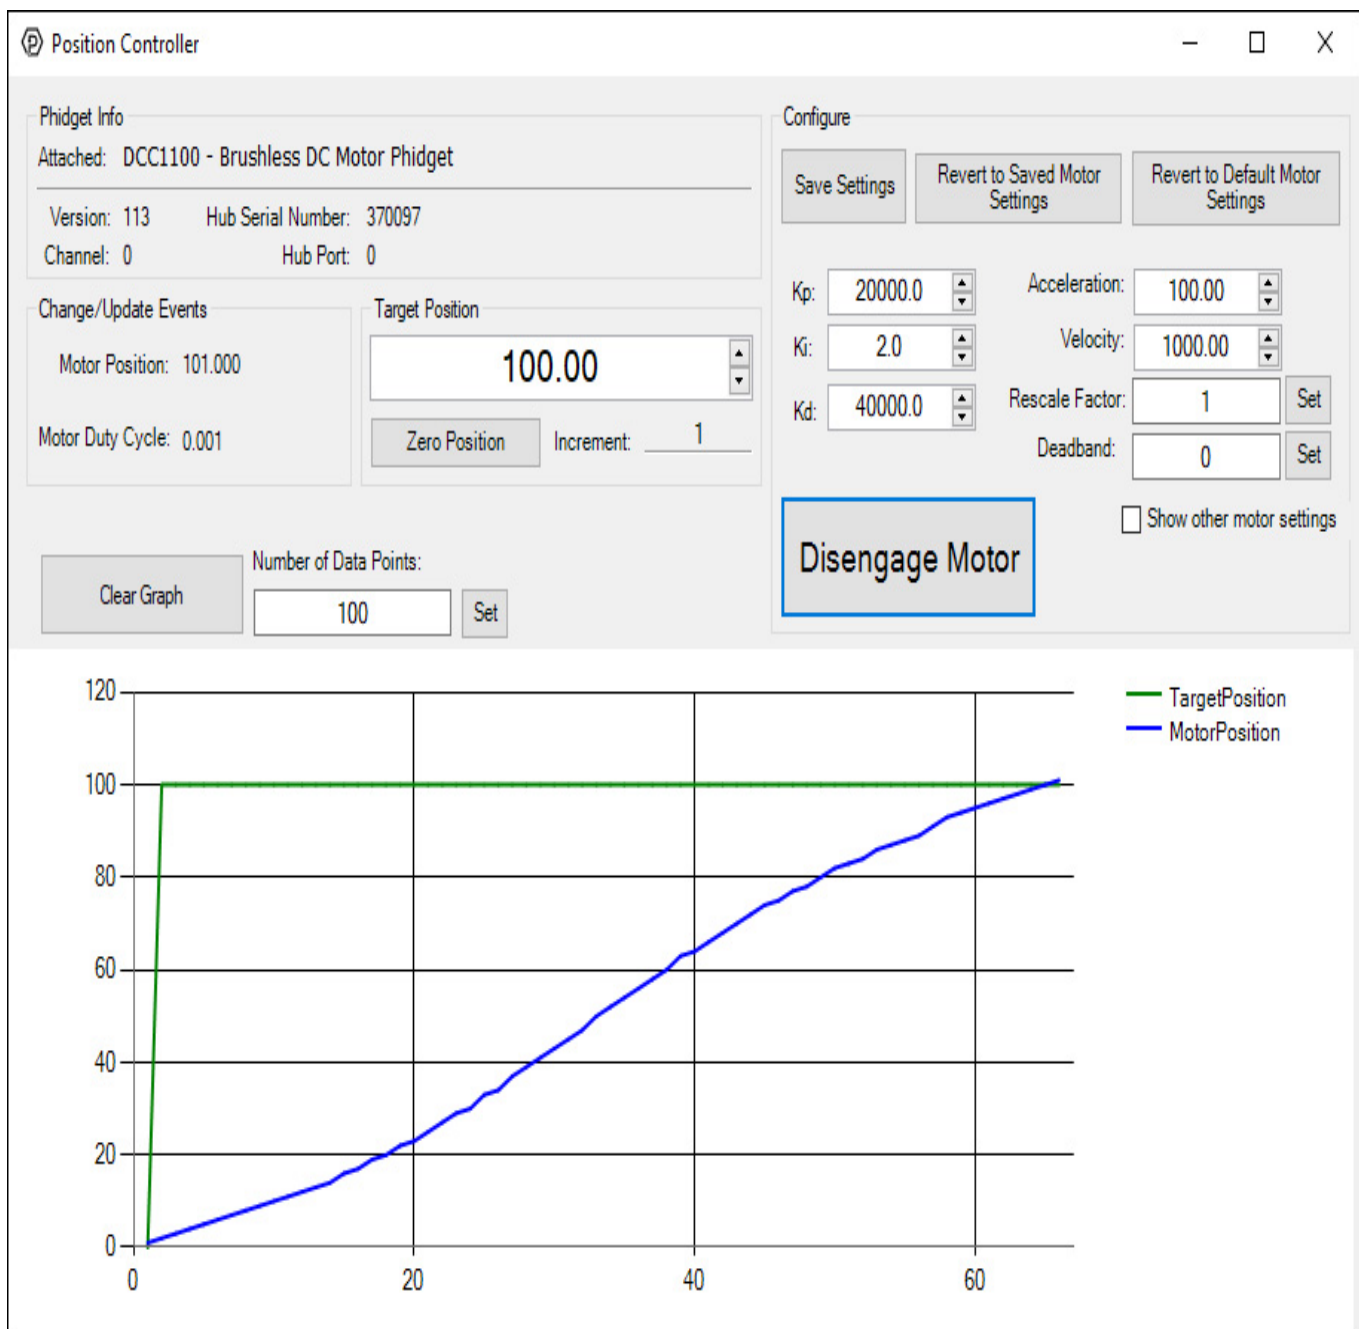 Position Controller
Phidget Info
Attached: DCC1100 - Brushless DC Motor Phidget
Version: 113 Hub Serial Number: 370097
Channel: 0 Hub Port: 0
Change/Update Events
Motor Position: 101.000
Motor Duty Cycle: 0.001
Target Position
100.00
Zero Position Increment: 1
Configure
Save Settings
Revert to Saved Motor
Settings
Revert to Default Motor
Settings
Kp: 20000.0 Acceleration: 100.00
Ki: 2.0 Velocity: 1000.00
Kd: 40000.0 Rescale Factor: 1 Set
Deadband: 0 Set
Show other motor settings
Disengage Motor
Clear Graph
Number of Data Points:
100 Set
120
100
80
60
40
20
0
0 20 40 60
TargetPosition
MotorPosition